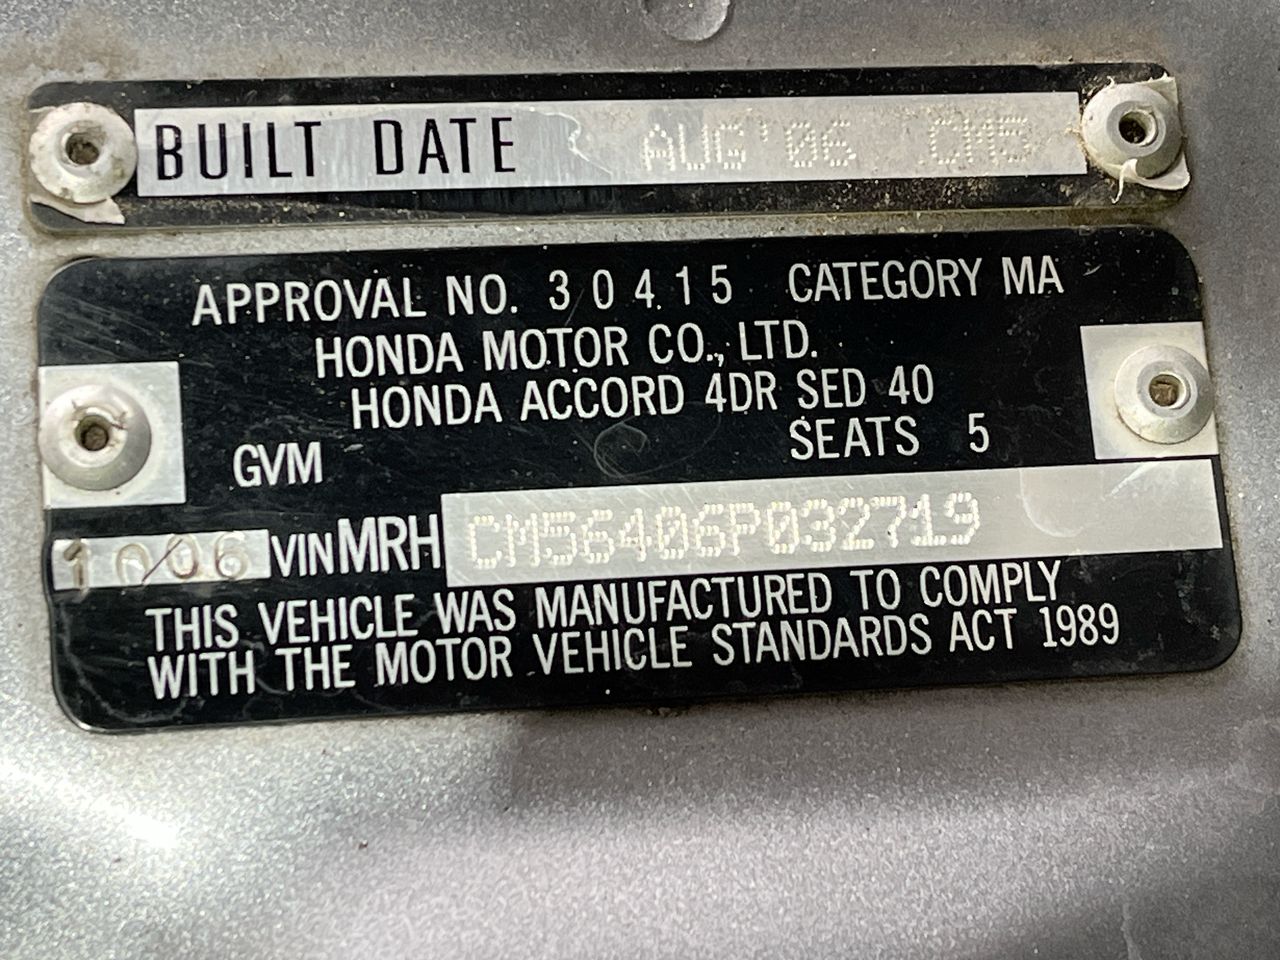 BUILT DATE AUG'06 CM5
APPROVAL NO. 30415 CATEGORY MA
HONDA MOTOR CO., LTD.
HONDA ACCORD 4DR SED 40
SEATS 5
GVM
10/06 VIN MRH CM56406P032719
THIS VEHICLE WAS MANUFACTURED TO COMPLY
WITH THE MOTOR VEHICLE STANDARDS ACT 1989